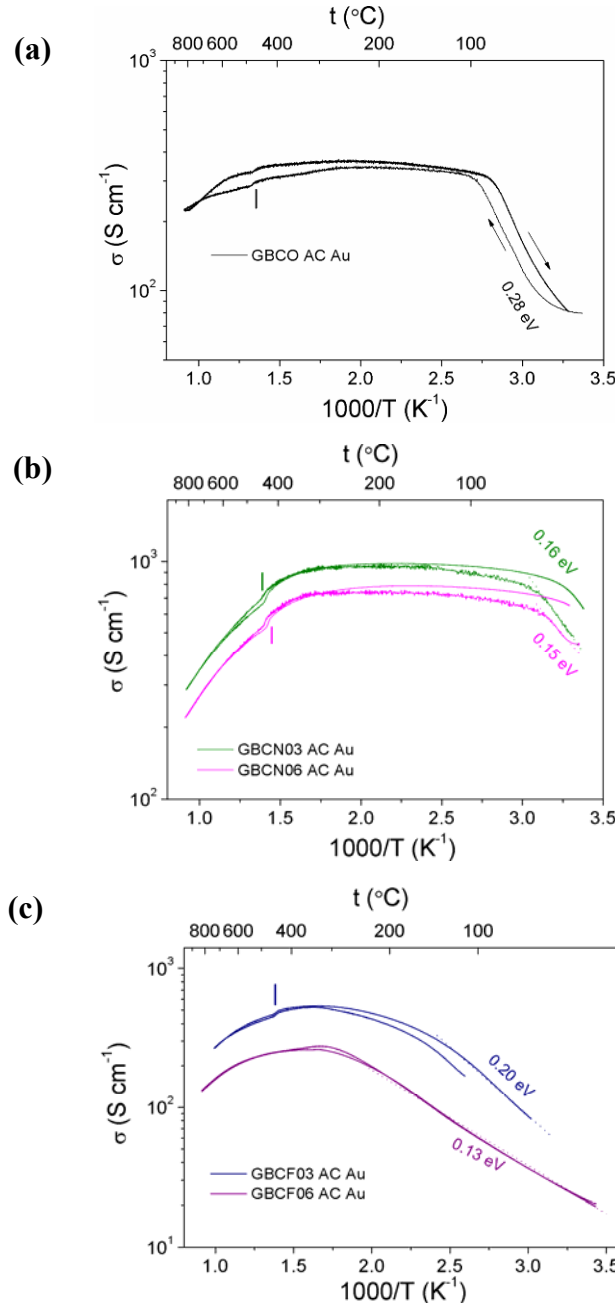 (a)
t (°C)
800 600 400 200 100
10³
10²
σ (S cm⁻¹)
GBCO AC Au
0.28 eV
1.0 1.5 2.0 2.5 3.0 3.5
1000/T (K⁻¹)
(b)
t (°C)
800 600 400 200 100
10³
10²
σ (S cm⁻¹)
0.16 eV
0.15 eV
GBCN03 AC Au
GBCN06 AC Au
1.0 1.5 2.0 2.5 3.0 3.5
1000/T (K⁻¹)
(c)
t (°C)
800 600 400 200 100
10³
10²
10¹
σ (S cm⁻¹)
0.20 eV
0.13 eV
GBCF03 AC Au
GBCF06 AC Au
1.0 1.5 2.0 2.5 3.0 3.5
1000/T (K⁻¹)